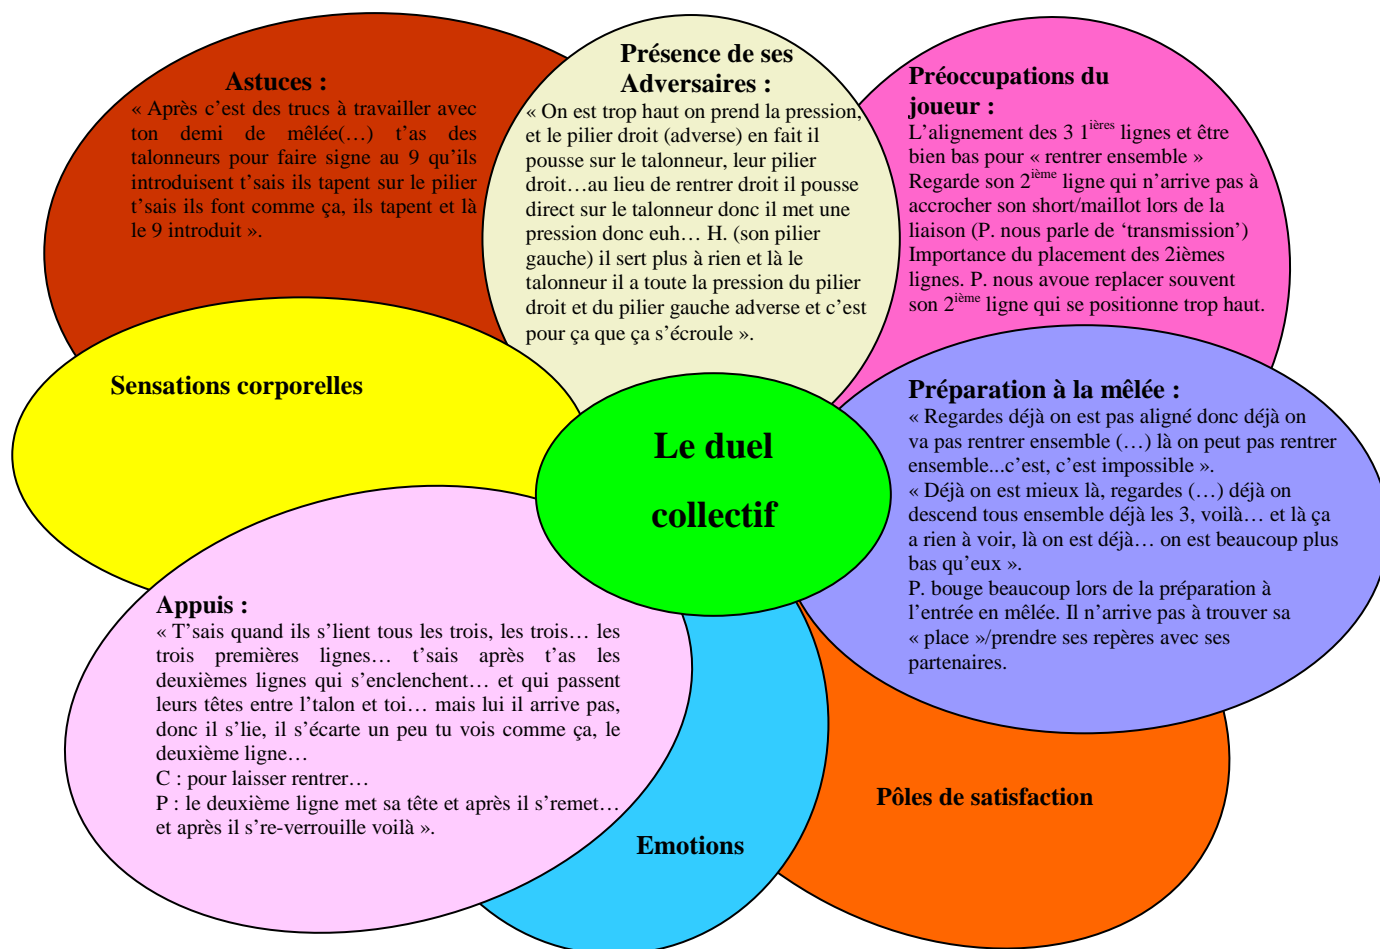 Astuces :
« Après c’est des trucs à travailler avec
ton demi de mêlée(…) t’as des
talonneurs pour faire signe au 9 qu’ils
introduisent t’sais ils tapent sur le pilier
t’sais ils font comme ça, ils tapent et là
le 9 introduit ».
Présence de ses
Adversaires :
« On est trop haut on prend la pression,
et le pilier droit (adverse) en fait il
pousse sur le talonneur, leur pilier
droit…au lieu de rentrer droit il pousse
direct sur le talonneur donc il met une
pression donc euh… H. (son pilier
gauche) il sert plus à rien et là le
talonneur il a toute la pression du pilier
droit et du pilier gauche adverse et c’est
pour ça que ça s’écroule ».
Préoccupations du
joueur :
L’alignement des 3 1ières lignes et être
bien bas pour « rentrer ensemble »
Regarde son 2ième ligne qui n’arrive pas à
accrocher son short/maillot lors de la
liaison (P. nous parle de ‘transmission’)
Importance du placement des 2ièmes
lignes. P. nous avoue replacer souvent
son 2ième ligne qui se positionne trop haut.
Sensations corporelles
Le duel
collectif
Préparation à la mêlée :
« Regardes déjà on est pas aligné donc déjà on
va pas rentrer ensemble (…) là on peut pas rentrer
ensemble...c’est, c’est impossible ».
« Déjà on est mieux là, regardes (…) déjà on
descend tous ensemble déjà les 3, voilà… et là ça
a rien à voir, là on est déjà… on est beaucoup plus
bas qu’eux ».
P. bouge beaucoup lors de la préparation à
l’entrée en mêlée. Il n’arrive pas à trouver sa
« place »/prendre ses repères avec ses
partenaires.
Appuis :
« T’sais quand ils s’lient tous les trois, les trois… les
trois premières lignes… t’sais après t’as les
deuxièmes lignes qui s’enclenchent… et qui passent
leurs têtes entre l’talon et toi… mais lui il arrive pas,
donc il s’lie, il s’écarte un peu tu vois comme ça, le
deuxième ligne…
C : pour laisser rentrer…
P : le deuxième ligne met sa tête et après il s’remet…
et après il s’re-verrouille voilà ».
Emotions
Pôles de satisfaction